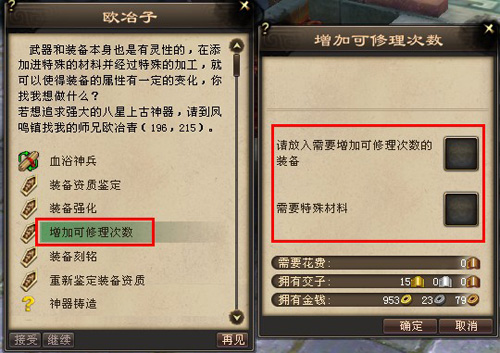 欧冶子
武器和装备本身也是有灵性的，在添
加进特殊的材料并经过特殊的加工，就
可以使得装备的属性有一定的变化，你
找我想做什么？
若想追求强大的八星上古神器，请到凤
鸣镇找我的师兄欧冶青（196，215）。
血浴神兵
装备资质鉴定
装备强化
增加可修理次数
装备刻铭
重新鉴定装备资质
神器铸造
接受
继续
再见
增加可修理次数
请放入需要增加可修理次数的
装备
需要特殊材料
需要花费:
0
拥有交子:
15 0 0
拥有金钱:
953 23 79
确定
取消